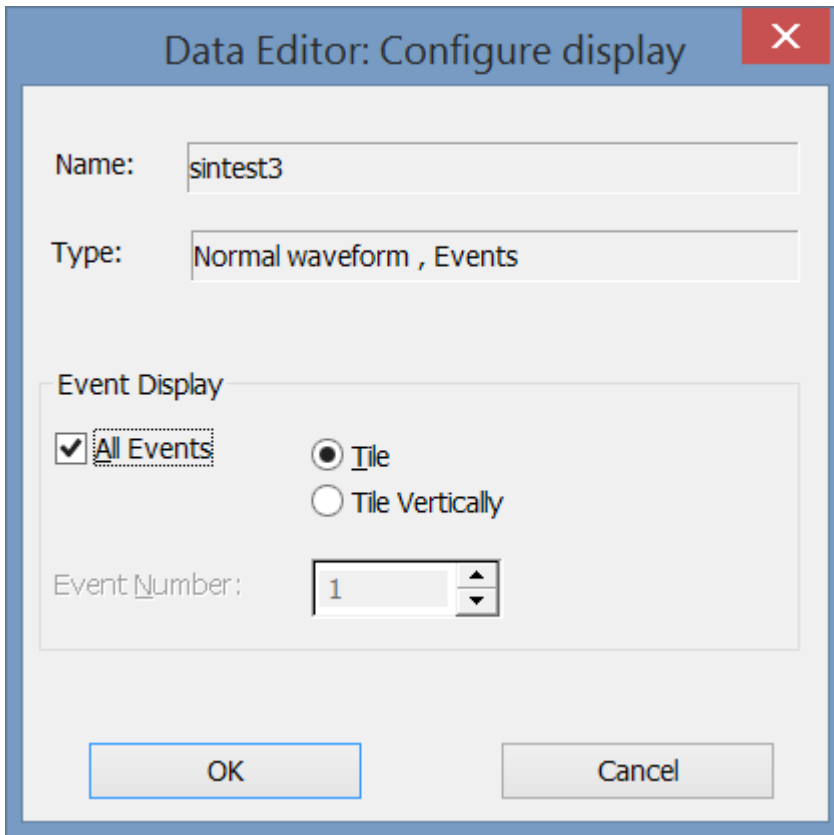 Data Editor: Configure display
Name: sintest3
Type: Normal waveform , Events
Event Display
All Events
Tile
Tile Vertically
Event Number: 1
OK Cancel